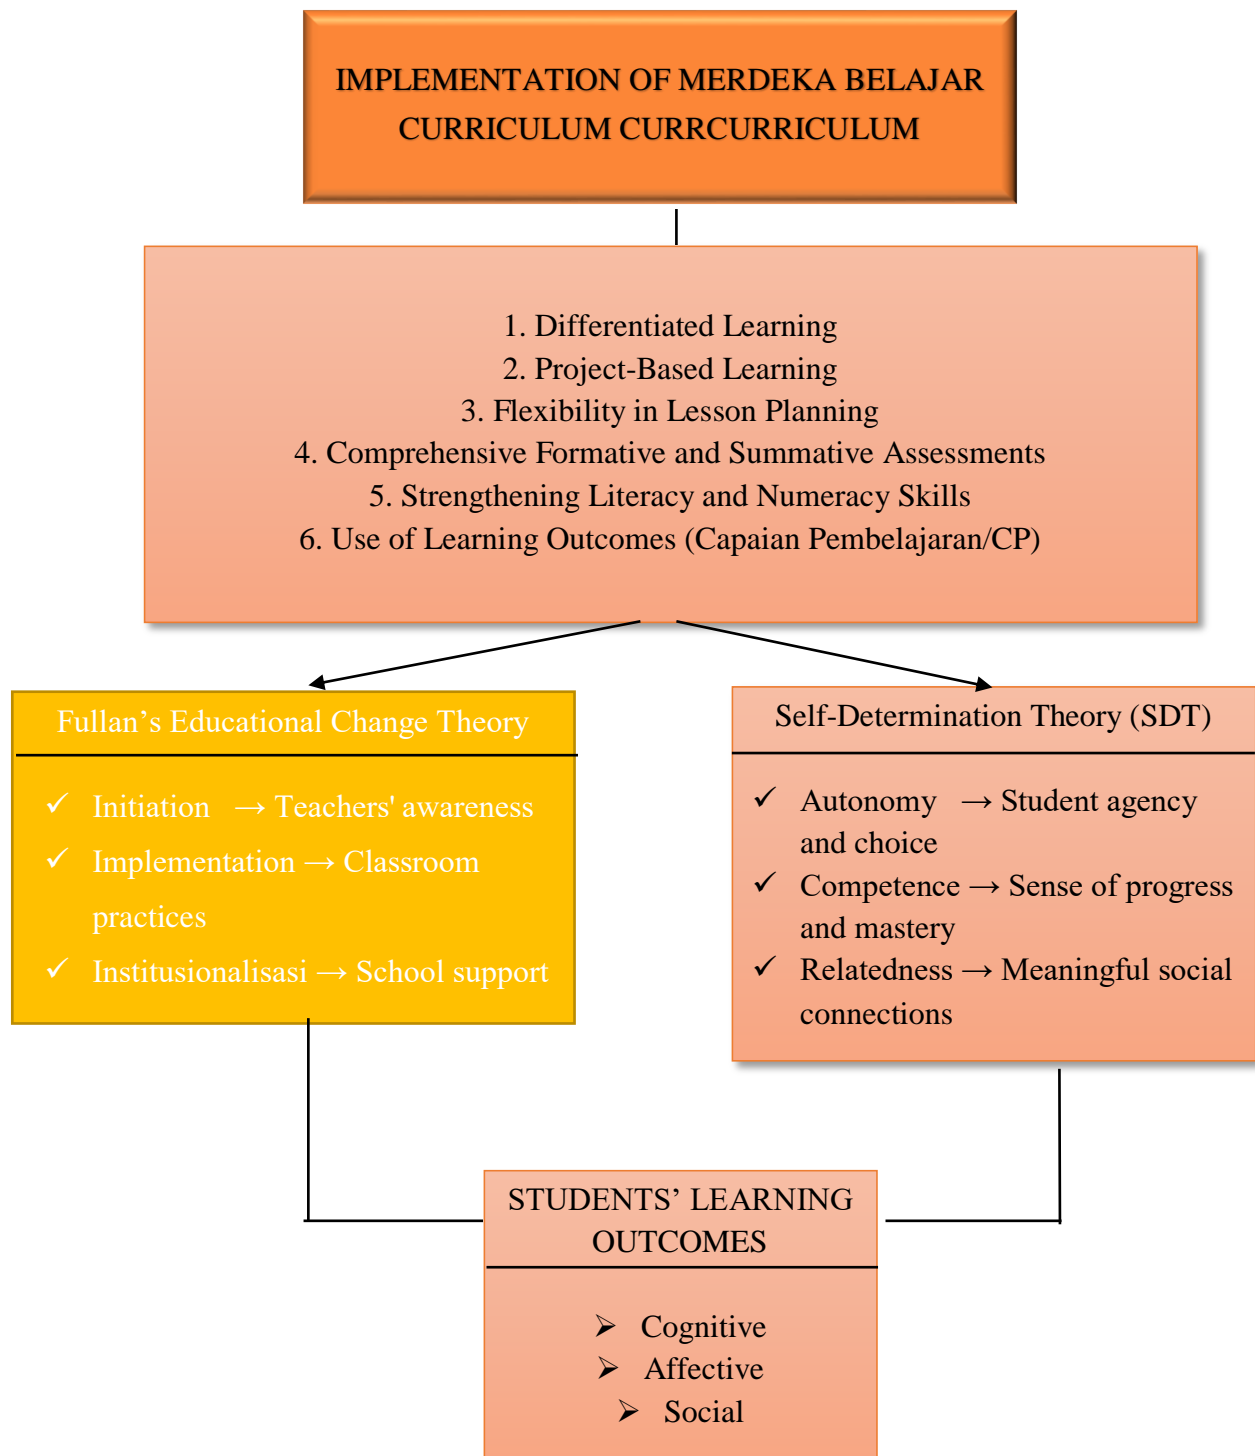 IMPLEMENTATION OF MERDEKA BELAJAR
CURRICULUM CURRCURRICULUM
1. Differentiated Learning
2. Project-Based Learning
3. Flexibility in Lesson Planning
4. Comprehensive Formative and Summative Assessments
5. Strengthening Literacy and Numeracy Skills
6. Use of Learning Outcomes (Capaian Pembelajaran/CP)
Fullan’s Educational Change Theory
✓ Initiation → Teachers' awareness
✓ Implementation → Classroom
practices
✓ Institusionalisasi → School support
Self-Determination Theory (SDT)
✓ Autonomy → Student agency
and choice
✓ Competence → Sense of progress
and mastery
✓ Relatedness → Meaningful social
connections
STUDENTS’ LEARNING
OUTCOMES
➢ Cognitive
➢ Affective
➢ Social